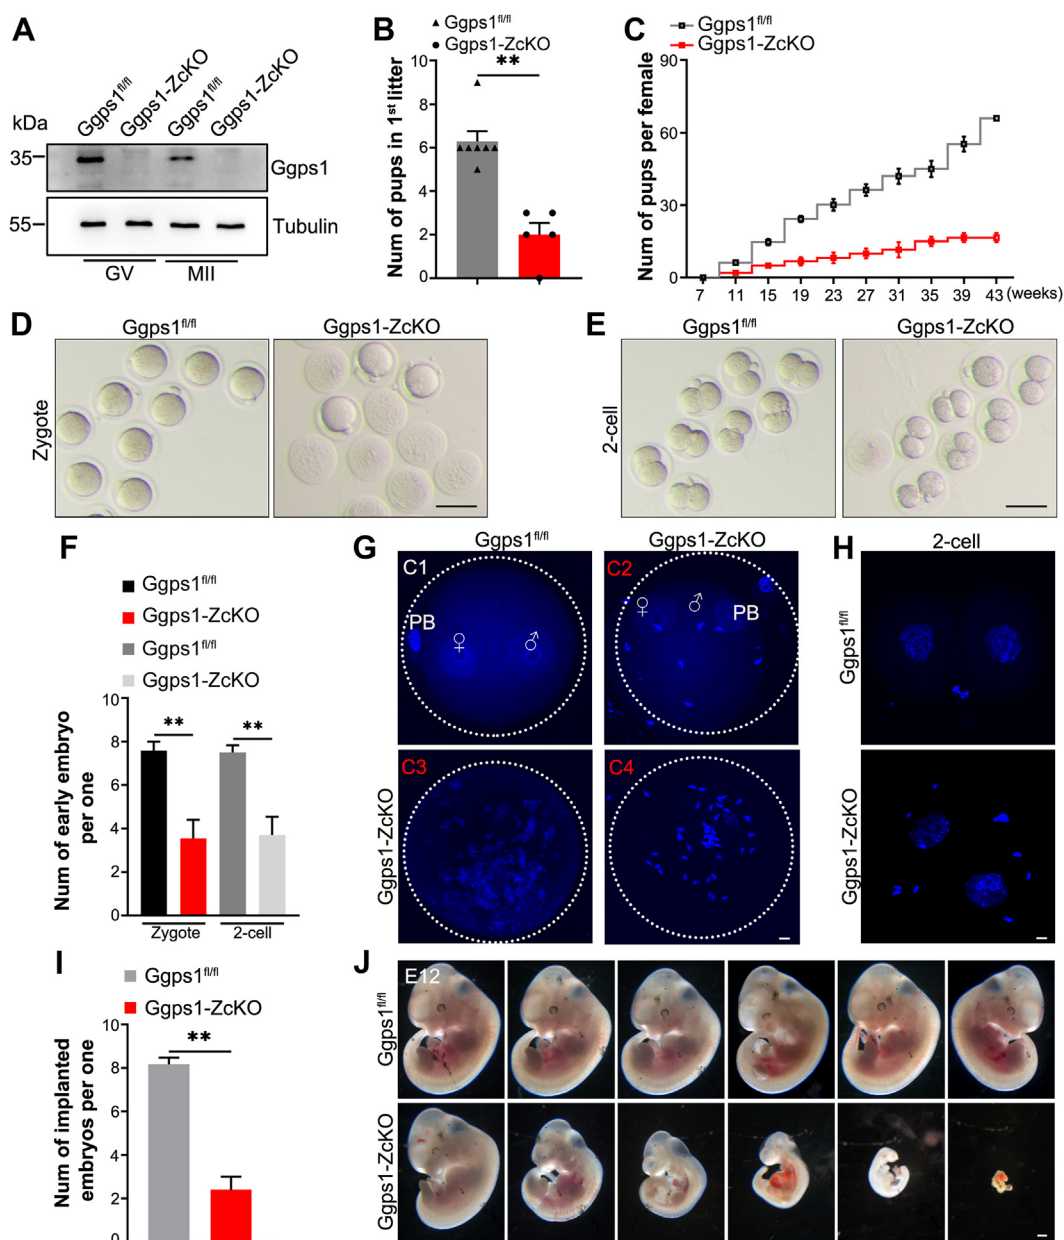 A
kDa
Ggps1fl/fl
Ggps1-ZcKO
Ggps1fl/fl
Ggps1-ZcKO
35
Ggps1
55
Tubulin
GV
MII
B
Ggps1fl/fl
Ggps1-ZcKO
Num of pups in 1st litter
**
10
8
6
4
2
0
C
Ggps1fl/fl
Ggps1-ZcKO
Num of pups per female
90
60
30
0
7 11 15 19 23 27 31 35 39 43 (weeks)
D
Ggps1fl/fl
Ggps1-ZcKO
Zygote
E
Ggps1fl/fl
Ggps1-ZcKO
2-cell
F
Ggps1fl/fl
Ggps1-ZcKO
Ggps1fl/fl
Ggps1-ZcKO
Num of early embryo
per one
** **
8
8
6
4
2
0
Zygote 2-cell
G
Ggps1fl/fl
Ggps1-ZcKO
C1
PB
♀ ♂
C2
♀ ♂
PB
Ggps1-ZcKO
C3
C4
H
2-cell
Ggps1fl/fl
Ggps1-ZcKO
I
Ggps1fl/fl
Ggps1-ZcKO
Num of implanted
embryos per one
**
10
8
6
4
2
0
J
E12
Ggps1fl/fl
Ggps1-ZcKO